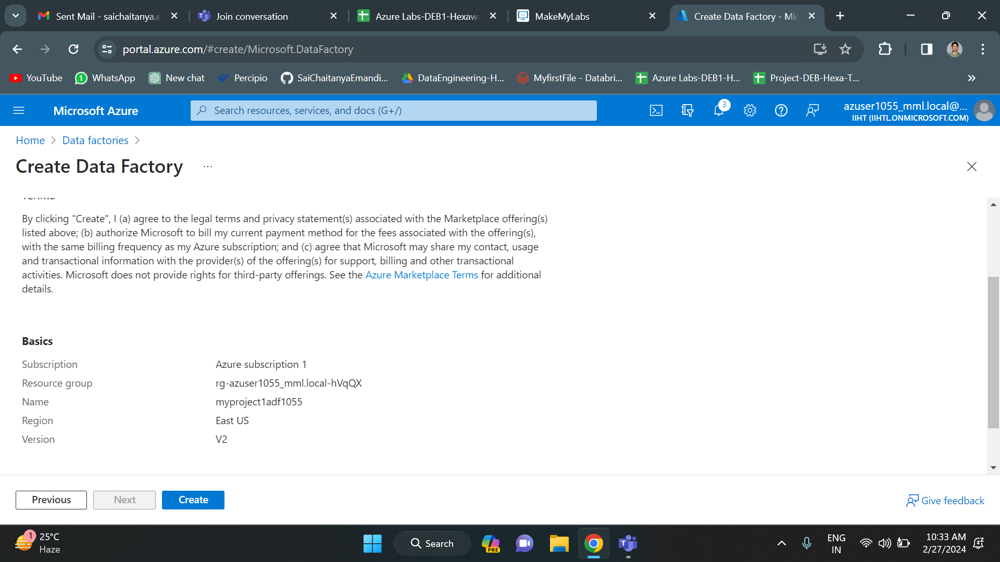 Sent Mail - saichaitanya.e
Join conversation
Azure Labs-DEB1-Hexawa
MakeMyLabs
Create Data Factory - Mic
portal.azure.com/#create/Microsoft.DataFactory
YouTube
WhatsApp
New chat
Percipio
SaiChaitanyaEmandi...
DataEngineering-H...
MyfirstFile - Databri...
Azure Labs-DEB1-H...
Project-DEB-Hexa-T...
Microsoft Azure
Search resources, services, and docs (G+/)
3
azuser1055_mml.local@...
IIHT (IIHTL.ONMICROSOFT.COM)
Home > Data factories >
Create Data Factory ...
TERMS
By clicking "Create", I (a) agree to the legal terms and privacy statement(s) associated with the Marketplace offering(s)
listed above; (b) authorize Microsoft to bill my current payment method for the fees associated with the offering(s),
with the same billing frequency as my Azure subscription; and (c) agree that Microsoft may share my contact, usage
and transactional information with the provider(s) of the offering(s) for support, billing and other transactional
activities. Microsoft does not provide rights for third-party offerings. See the Azure Marketplace Terms for additional
details.
Basics
Subscription Azure subscription 1
Resource group rg-azuser1055_mml.local-hVqQX
Name myproject1adf1055
Region East US
Version V2
Previous
Next
Create
Give feedback
1
25°C
Haze
Search
PRE
ENG
IN
10:33 AM
2/27/2024